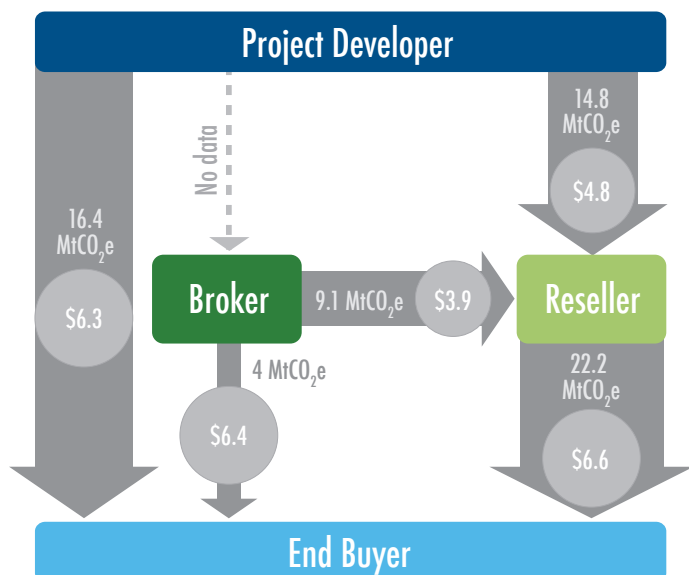 Project Developer
14.8
MtCO₂e
$4.8
No data
16.4
MtCO₂e
$6.3
Broker
9.1 MtCO₂e
$3.9
Reseller
4 MtCO₂e
$6.4
22.2
MtCO₂e
$6.6
End Buyer